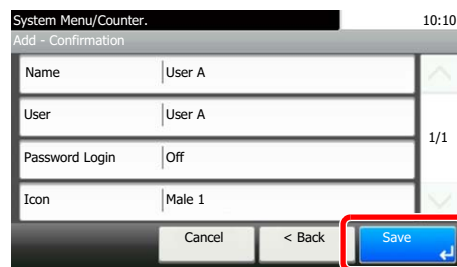 System Menu/Counter. 10:10
Add - Confirmation
Name User A
User User A
1/1
Password Login Off
Icon Male 1
Cancel < Back Save